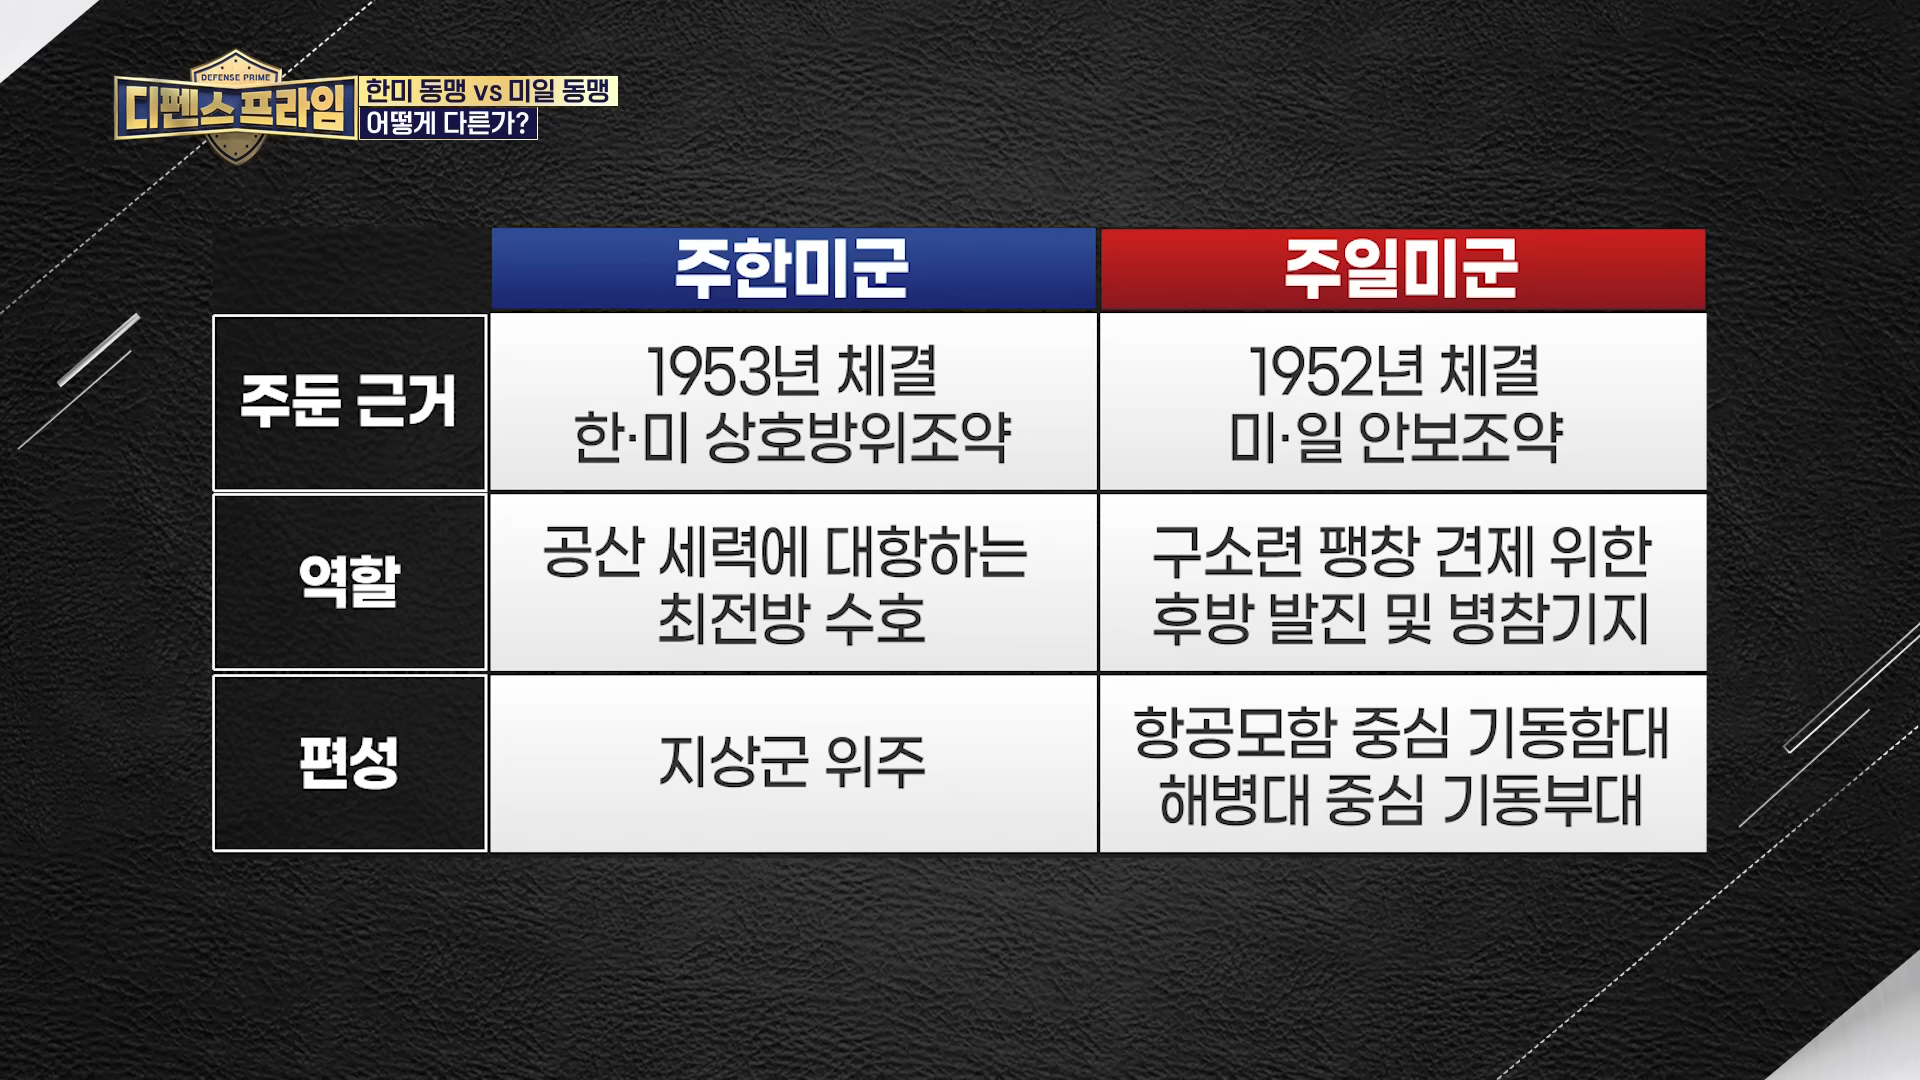 DEFENSE PRIME
디펜스 프라임
한미 동맹 vs 미일 동맹
어떻게 다른가?
주한미군
주일미군
주둔 근거
1953년 체결
한·미 상호방위조약
1952년 체결
미·일 안보조약
역할
공산 세력에 대항하는
최전방 수호
구소련 팽창 견제 위한
후방 발진 및 병참기지
편성
지상군 위주
항공모함 중심 기동함대
해병대 중심 기동부대